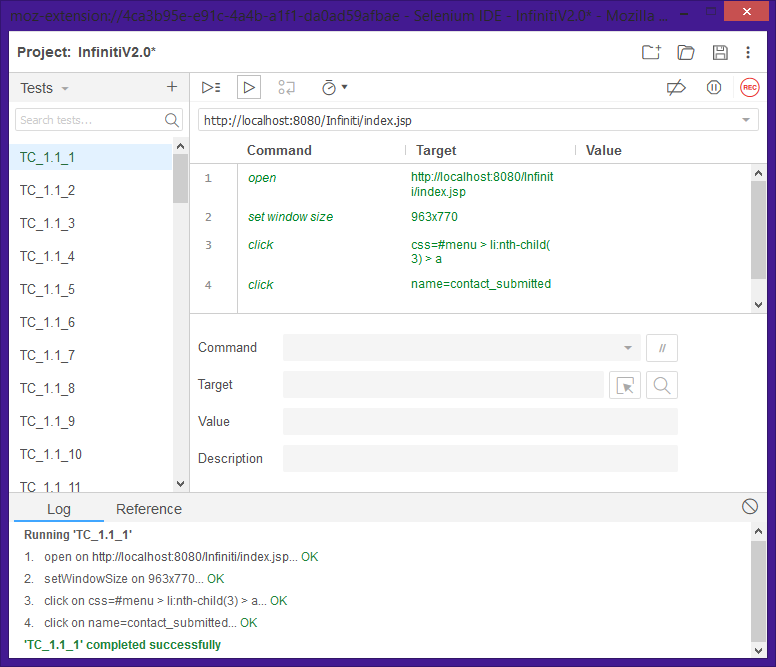 moz-extension://4ca3b95e-e91c-4a4b-a1f1-da0ad59afbae - Selenium IDE - InfinitiV2.0* - Mozilla ...
Project: InfinitiV2.0*
Tests
Search tests...
TC_1.1_1
TC_1.1_2
TC_1.1_3
TC_1.1_4
TC_1.1_5
TC_1.1_6
TC_1.1_7
TC_1.1_8
TC_1.1_9
TC_1.1_10
TC_1.1_11
REC
http://localhost:8080/Infiniti/index.jsp
Command Target Value
1 open http://localhost:8080/Infinit
i/index.jsp
2 set window size 963x770
3 click css=#menu > li:nth-child(
3) > a
4 click name=contact_submitted
Command //
Target
Value
Description
Log Reference
Running 'TC_1.1_1'
1. open on http://localhost:8080/Infiniti/index.jsp... OK
2. setWindowSize on 963x770... OK
3. click on css=#menu > li:nth-child(3) > a... OK
4. click on name=contact_submitted... OK
'TC_1.1_1' completed successfully